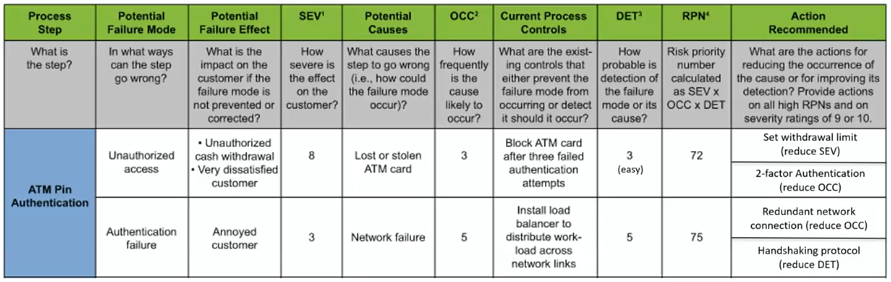 Process Step
Potential Failure Mode
Potential Failure Effect
SEV¹
Potential Causes
OCC²
Current Process Controls
DET³
RPN⁴
Action Recommended
What is the step?
In what ways can the step go wrong?
What is the impact on the customer if the failure mode is not prevented or corrected?
How severe is the effect on the customer?
What causes the step to go wrong (i.e., how could the failure mode occur)?
How frequently is the cause likely to occur?
What are the exist-ing controls that either prevent the failure mode from occurring or detect it should it occur?
How probable is detection of the failure mode or its cause?
Risk priority number calculated as SEV x OCC x DET
What are the actions for reducing the occurrence of the cause or for improving its detection? Provide actions on all high RPNs and on severity ratings of 9 or 10.
ATM Pin Authentication
Unauthorized access
• Unauthorized cash withdrawal
• Very dissatisfied customer
8
Lost or stolen ATM card
3
Block ATM card after three failed authentication attempts
3 (easy)
72
Set withdrawal limit (reduce SEV)
2-factor Authentication (reduce OCC)
Authentication failure
Annoyed customer
3
Network failure
5
Install load balancer to distribute work-load across network links
5
75
Redundant network connection (reduce OCC)
Handshaking protocol (reduce DET)